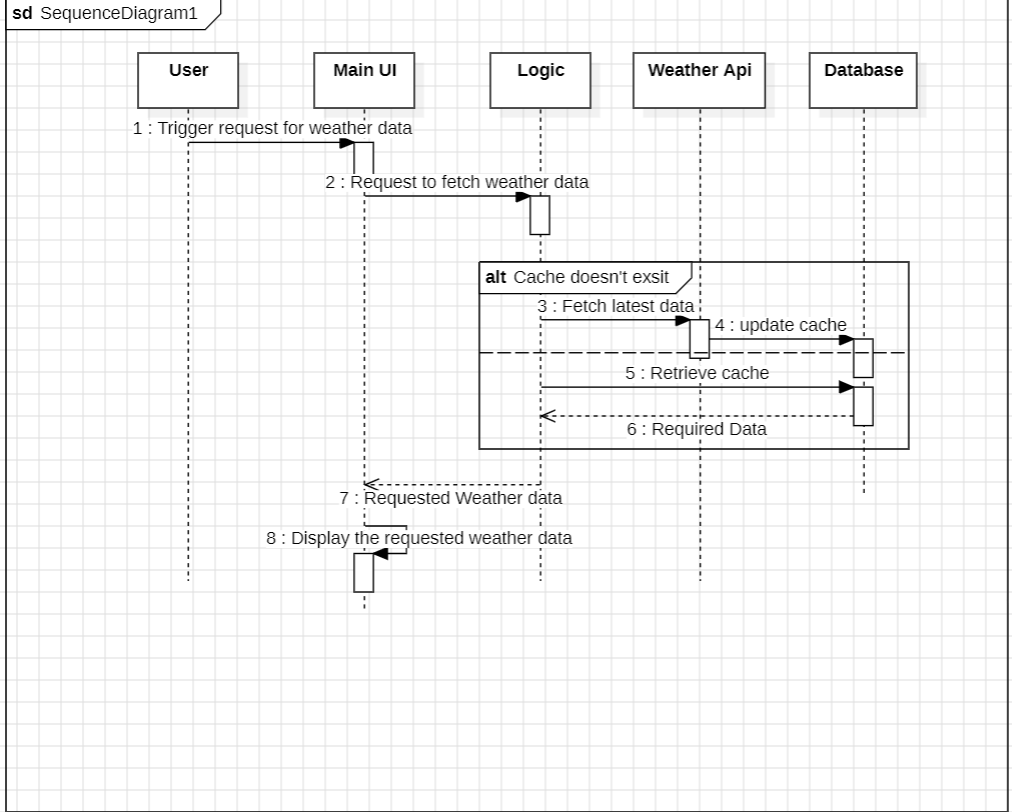 sd SequenceDiagram1
User
Main UI
Logic
Weather Api
Database
1 : Trigger request for weather data
2 : Request to fetch weather data
alt Cache doesn't exsit
3 : Fetch latest data
4 : update cache
5 : Retrieve cache
6 : Required Data
7 : Requested Weather data
8 : Display the requested weather data